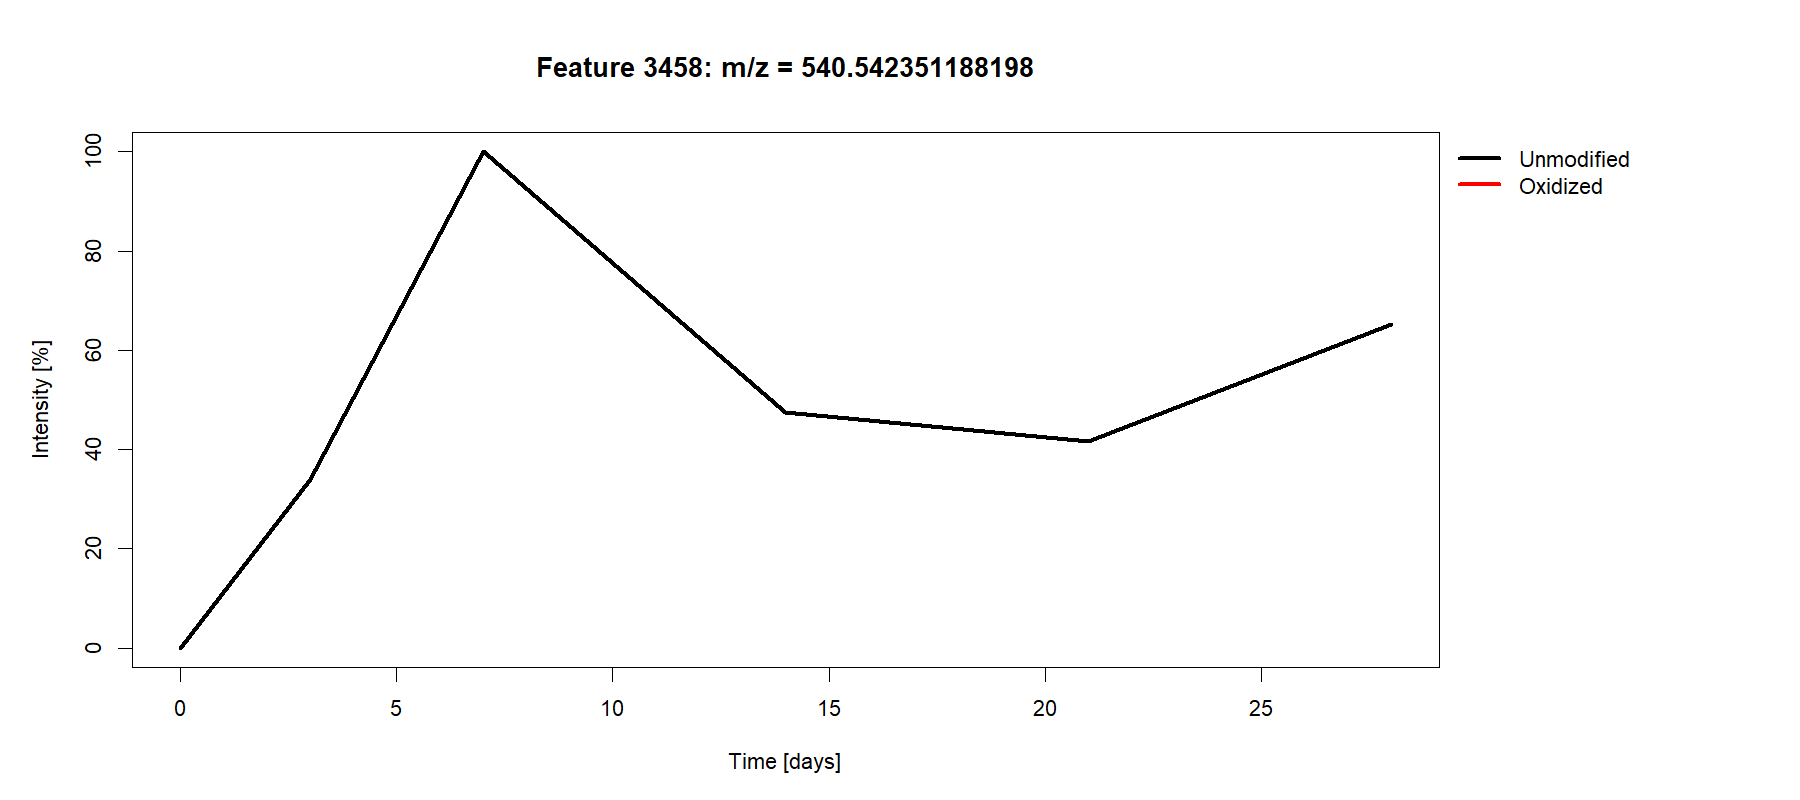 Feature 3458: m/z = 540.542351188198
Unmodified
Oxidized
Intensity [%]
100
80
60
40
20
0
0 5 10 15 20 25
Time [days]